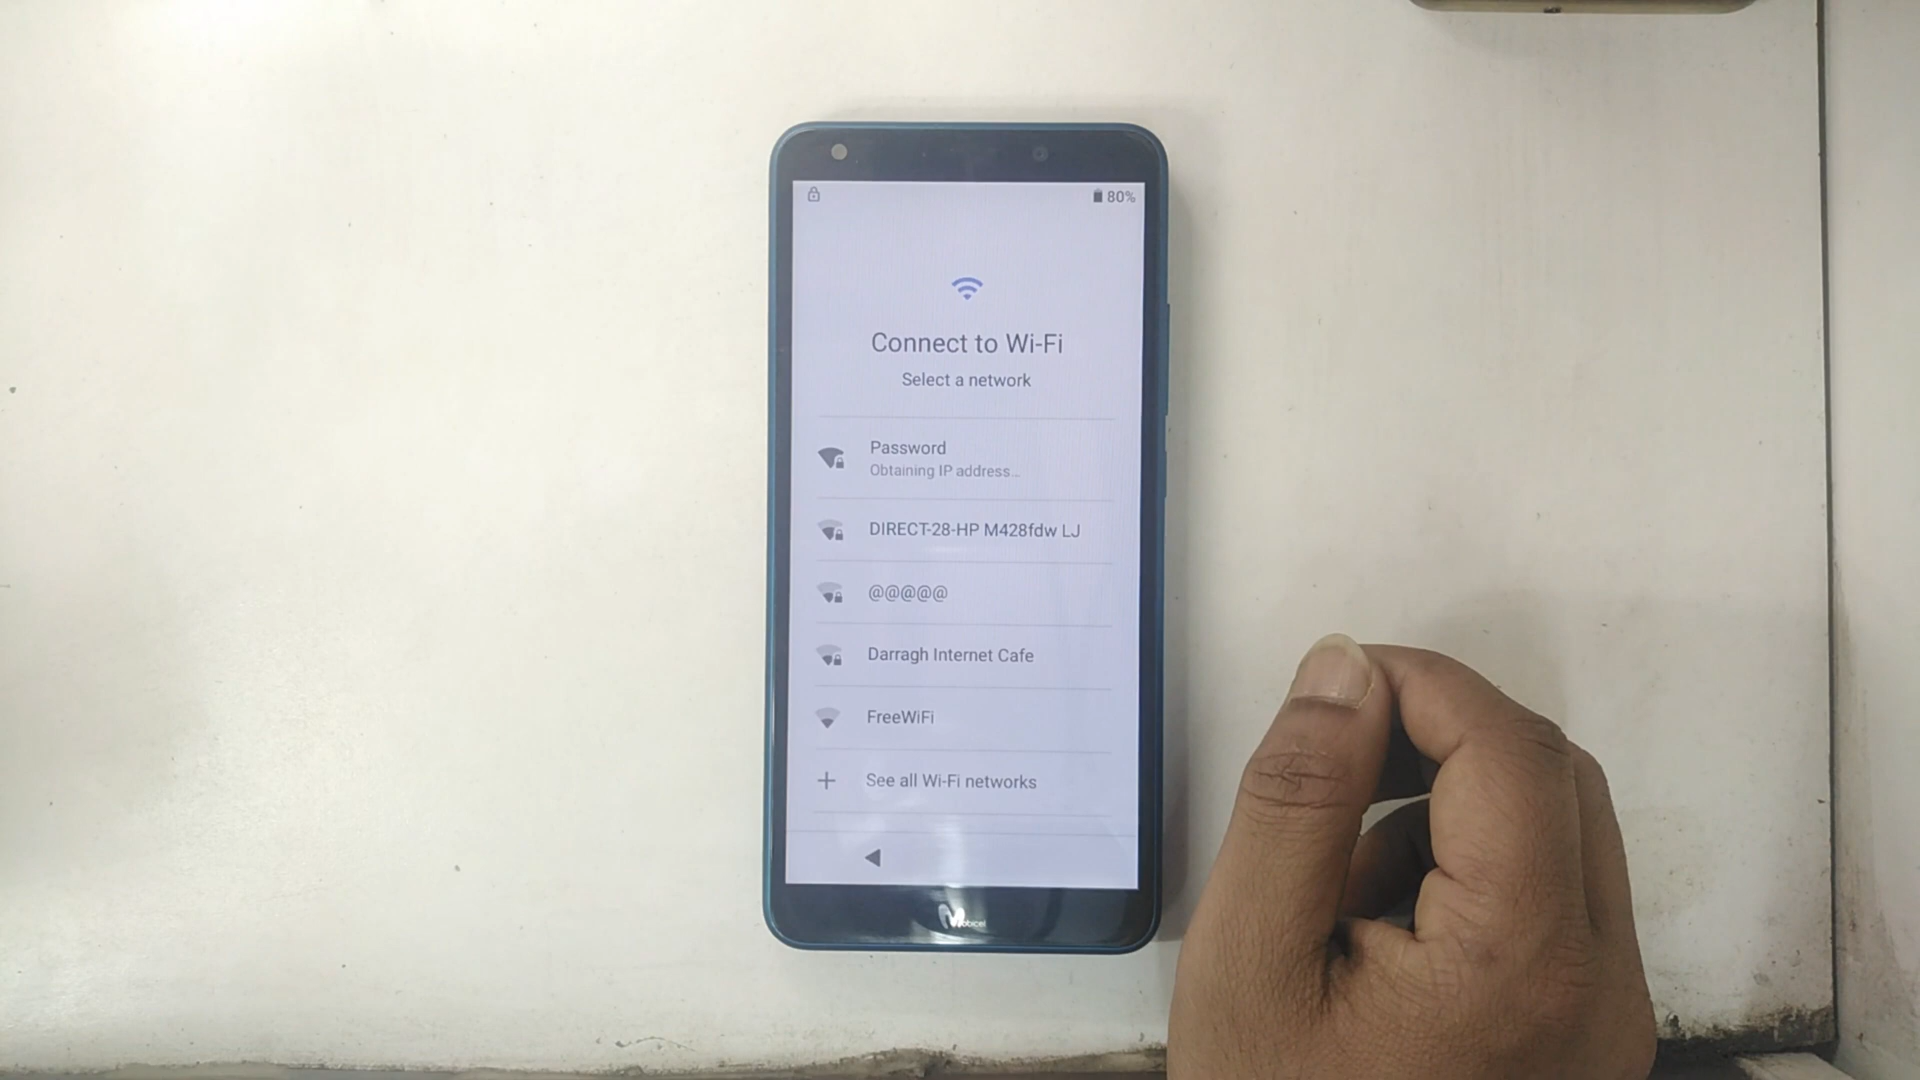 80%
Connect to Wi-Fi
Select a network
Password
Obtaining IP address...
DIRECT-28-HP M428fdw LJ
@@@@@
Darragh Internet Cafe
FreeWiFi
See all Wi-Fi networks
Mobicel